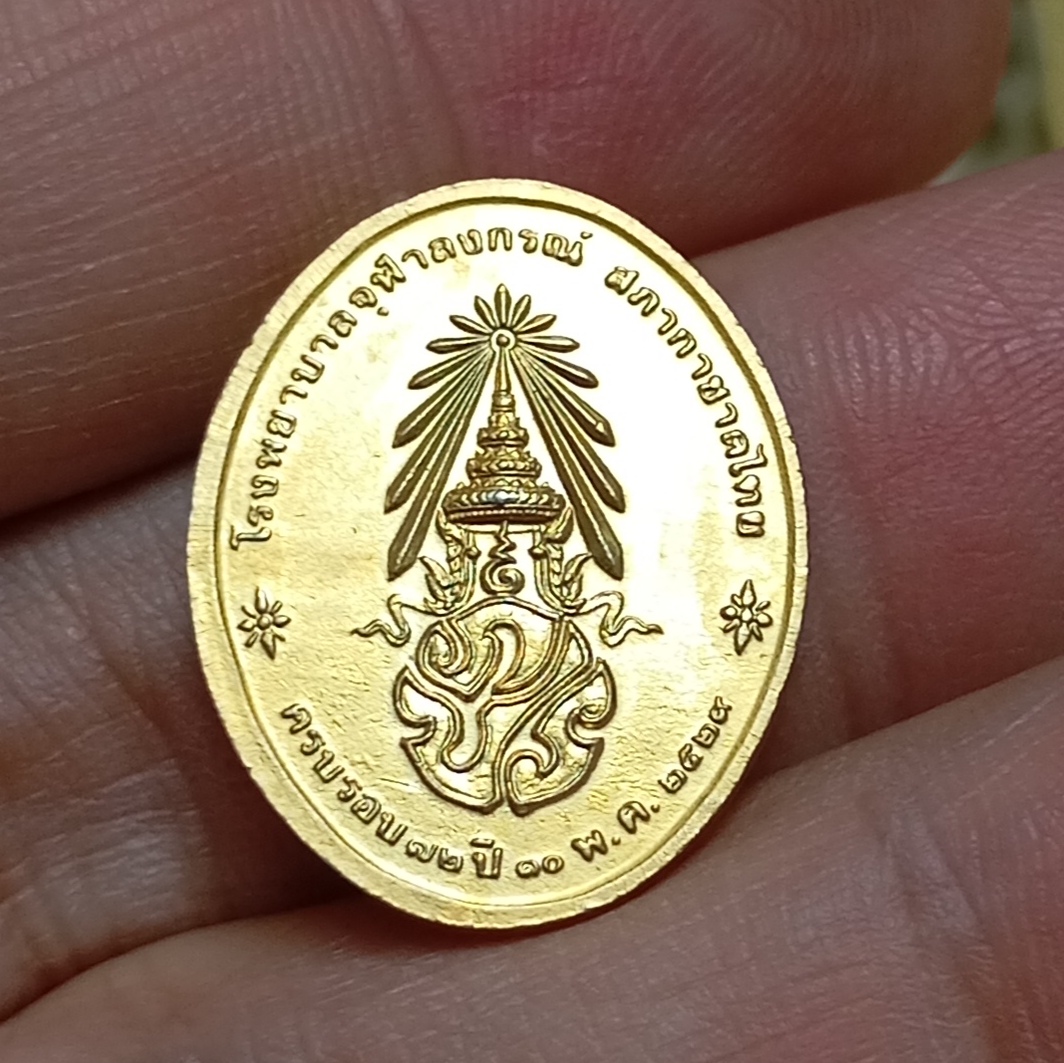 โรงพยาบาลจุฬาลงกรณ์ สภากาชาดไทย
ครบรอบ ๗๒ ปี ๓๐ พ.ค. ๒๕๒๙